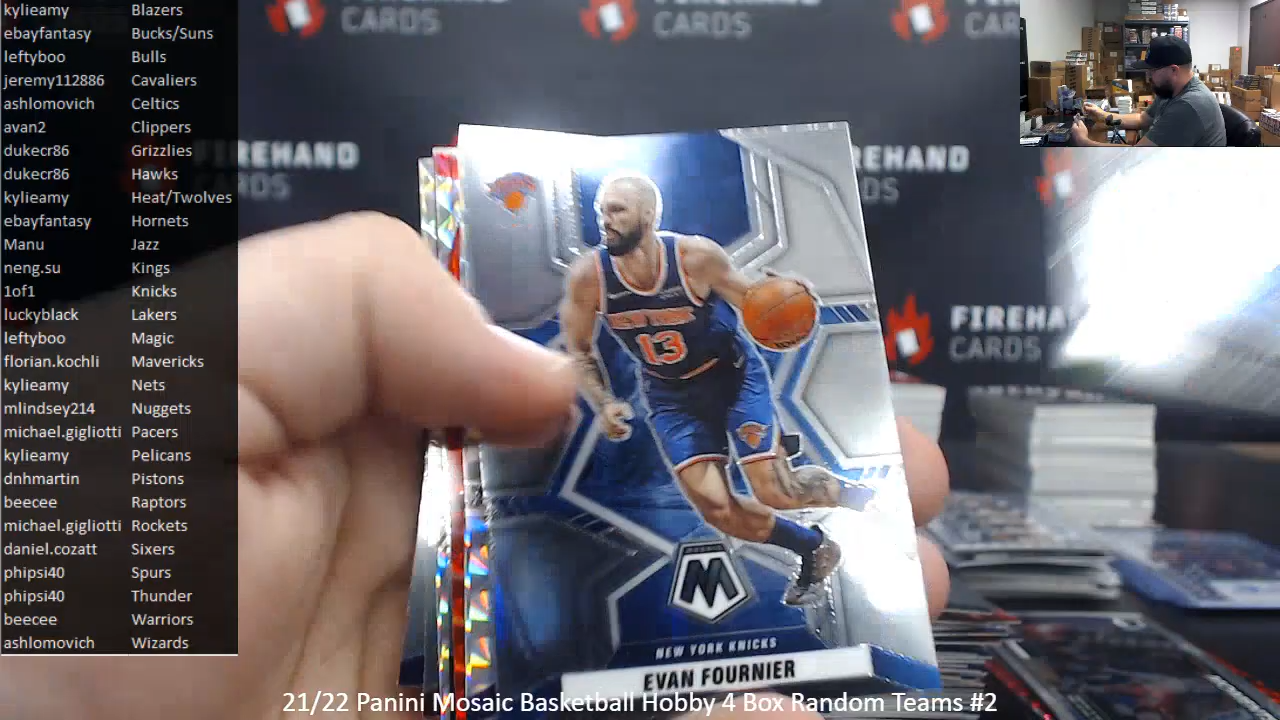 kylieamy Blazers
ebayfantasy Bucks/Suns
leftyboo Bulls
jeremy112886 Cavaliers
ashlomovich Celtics
avan2 Clippers
dukecr86 Grizzlies
dukecr86 Hawks
kylieamy Heat/Twolves
ebayfantasy Hornets
Manu Jazz
neng.su Kings
1of1 Knicks
luckyblack Lakers
leftyboo Magic
florian.kochli Mavericks
kylieamy Nets
mlindsey214 Nuggets
michael.gigliotti Pacers
kylieamy Pelicans
dnhmartin Pistons
beecee Raptors
michael.gigliotti Rockets
daniel.cozatt Sixers
phipsi40 Spurs
phipsi40 Thunder
beecee Warriors
ashlomovich Wizards
FIREHAND
CARDS
CARDS
FIREHAND
CARDS
NEW YORK
13
MOSAIC
M
NEW YORK KNICKS
EVAN FOURNIER
21/22 Panini Mosaic Basketball Hobby 4 Box Random Teams #2